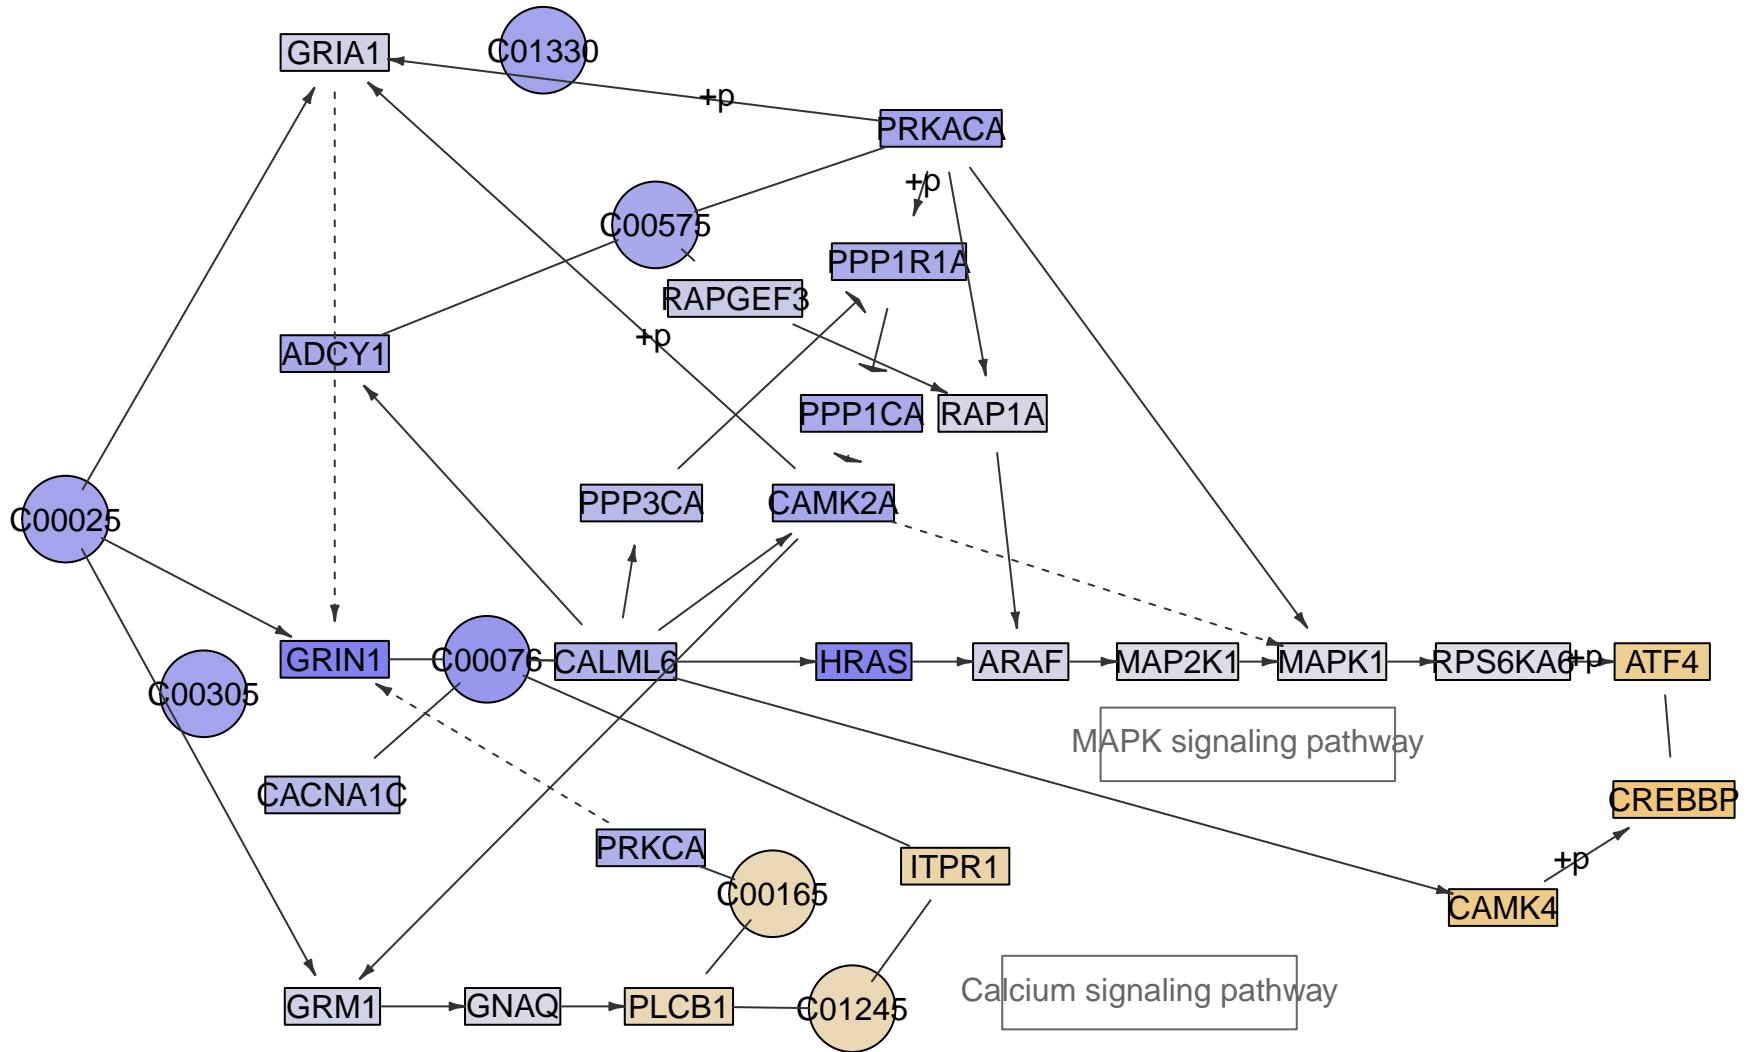 GRIA1
C01330
+p
PRKACA
+p
C00575
PPP1R1A
RAPGEF3
+p
ADCY1
PPP1CA
RAP1A
PPP3CA
CAMK2A
C00025
GRIN1
C00076
CALML6
HRAS
ARAF
MAP2K1
MAPK1
RPS6KA6
+p
ATF4
C00305
MAPK signaling pathway
CACNA1C
CREBBP
PRKCA
ITPR1
+p
C00165
CAMK4
Calcium signaling pathway
GRM1
GNAQ
PLCB1
C01245